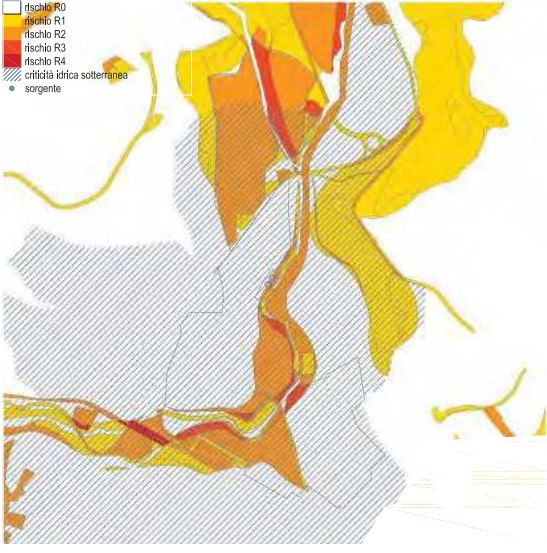 rischio R0
rischio R1
rischio R2
rischio R3
rischio R4
criticità idrica sotterranea
sorgente